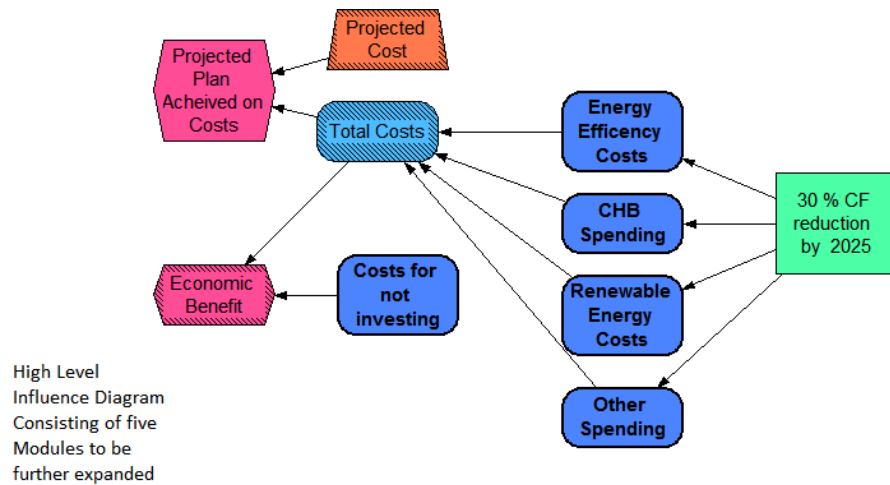 Projected
Plan
Acheived on
Costs
Projected
Cost
Total Costs
Energy
Efficency
Costs
CHB
Spending
30 % CF
reduction
by 2025
Economic
Benefit
Costs for
not
investing
Renewable
Energy
Costs
Other
Spending
High Level
Influence Diagram
Consisting of five
Modules to be
further expanded